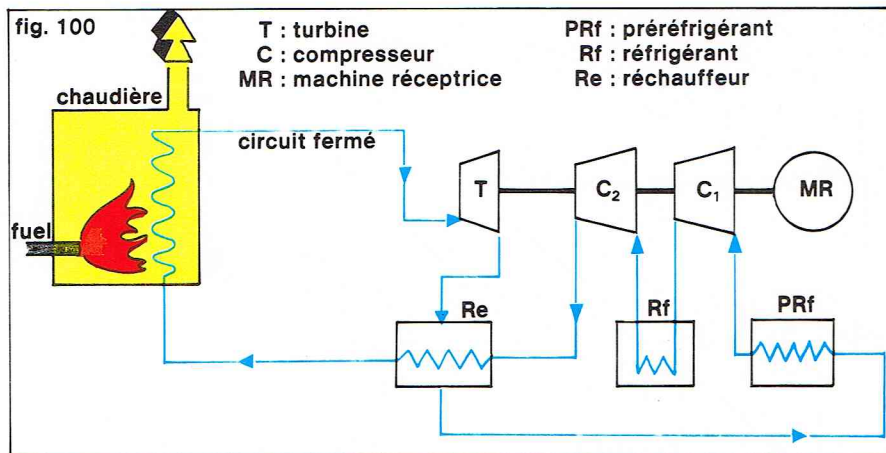 fig. 100
T : turbine
C : compresseur
MR : machine réceptrice
PRf : préréfrigérant
Rf : réfrigérant
Re : réchauffeur
chaudière
circuit fermé
fuel
T
C₂
C₁
MR
Re
Rf
PRf